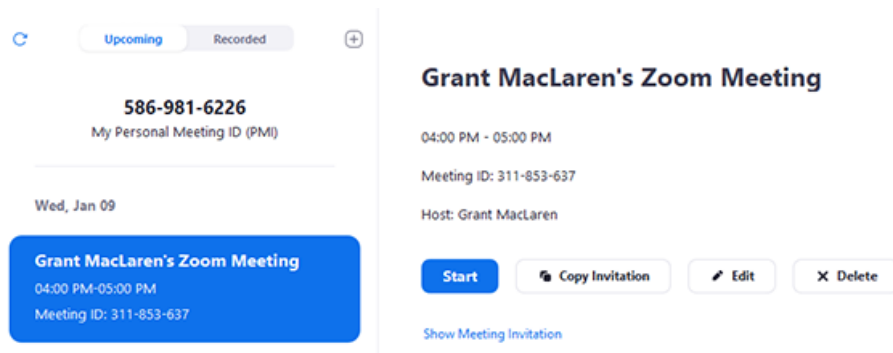 Upcoming Recorded
586-981-6226
My Personal Meeting ID (PMI)
Wed, Jan 09
Grant MacLaren's Zoom Meeting
04:00 PM-05:00 PM
Meeting ID: 311-853-637
Grant MacLaren's Zoom Meeting
04:00 PM - 05:00 PM
Meeting ID: 311-853-637
Host: Grant MacLaren
Start Copy Invitation Edit Delete
Show Meeting Invitation